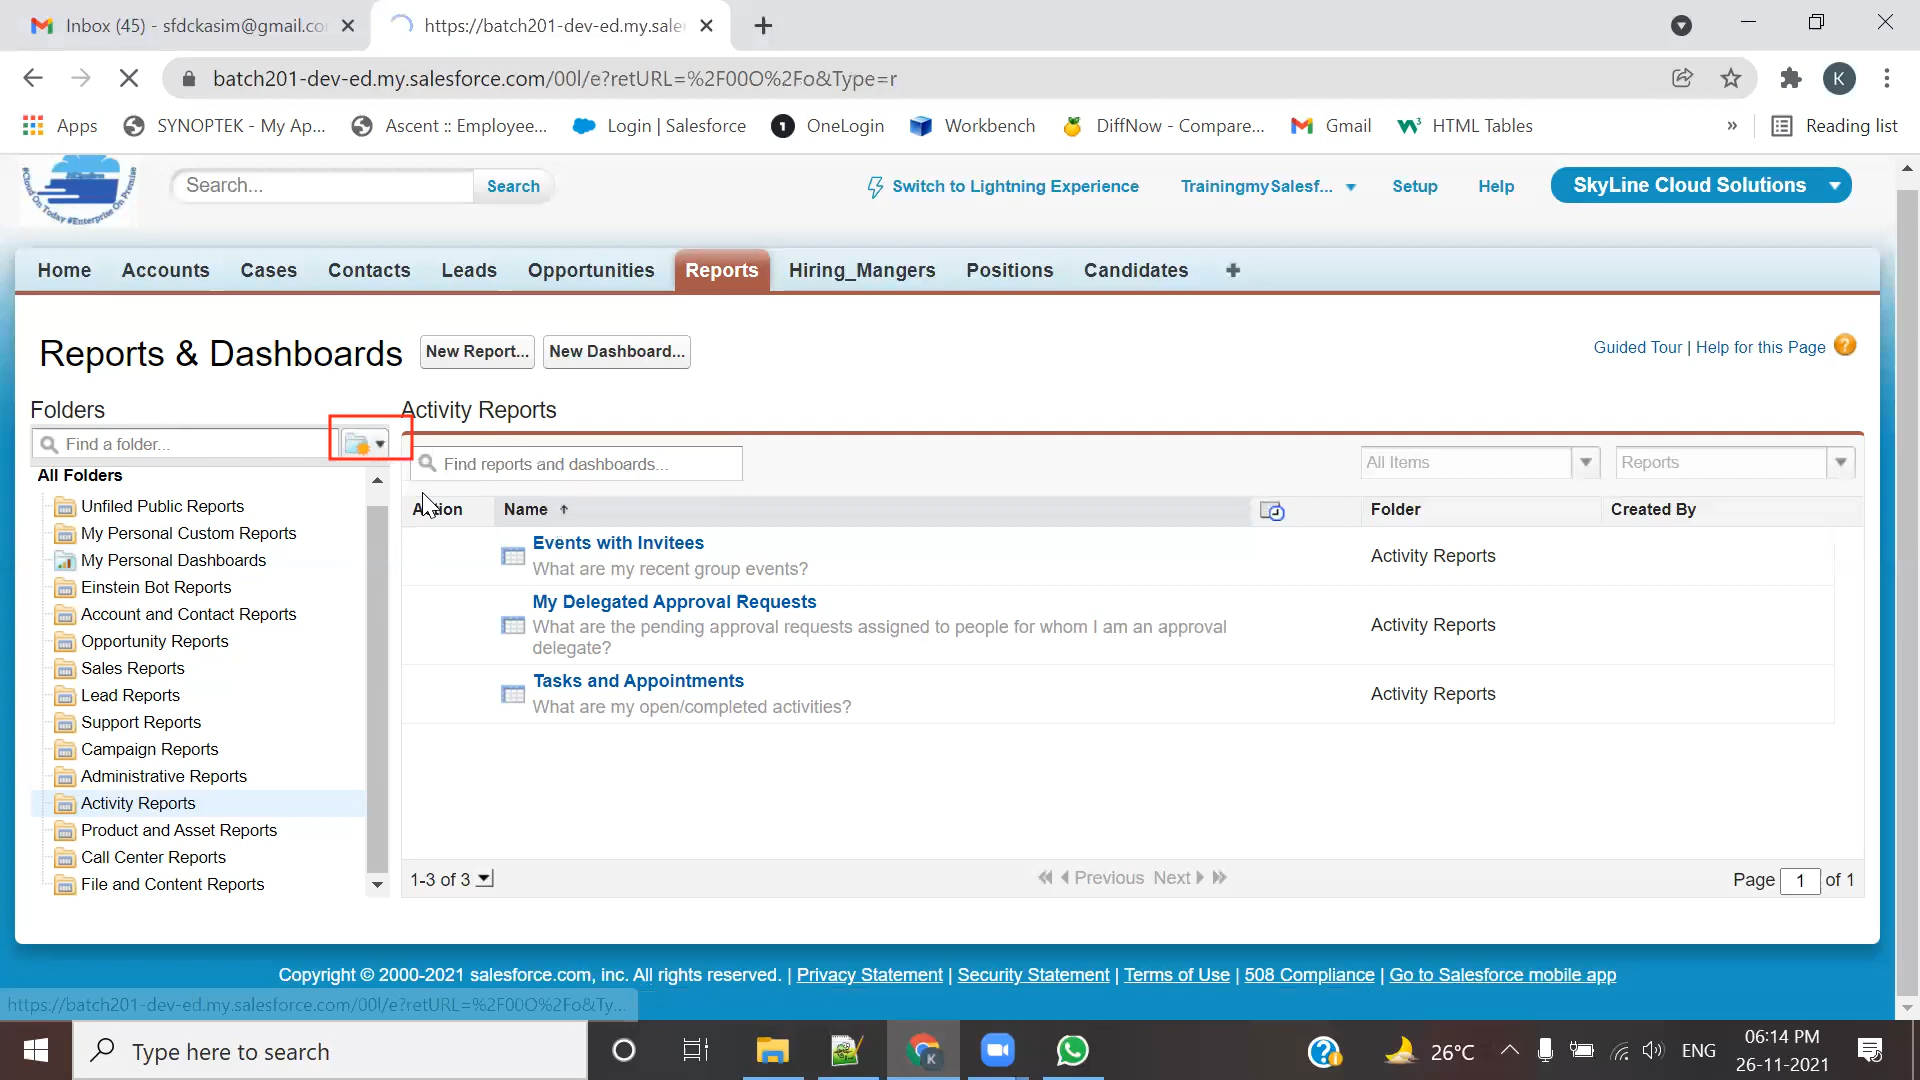 Inbox (45) - sfdckasim@gmail.co
https://batch201-dev-ed.my.sale
batch201-dev-ed.my.salesforce.com/00l/e?retURL=%2F00O%2Fo&Type=r
Apps
SYNOPTEK - My Ap...
Ascent :: Employee...
Login | Salesforce
1 OneLogin
Workbench
DiffNow - Compare...
Gmail
HTML Tables
»
Reading list
K
#Cloud On Today #Enterprise On Premise
Search...
Search
Switch to Lightning Experience
TrainingmySalesf...
Setup
Help
SkyLine Cloud Solutions
Home Accounts Cases Contacts Leads Opportunities Reports Hiring_Mangers Positions Candidates +
Reports & Dashboards
New Report...
New Dashboard...
Guided Tour | Help for this Page ?
Folders
Find a folder...
All Folders
Unfiled Public Reports
My Personal Custom Reports
My Personal Dashboards
Einstein Bot Reports
Account and Contact Reports
Opportunity Reports
Sales Reports
Lead Reports
Support Reports
Campaign Reports
Administrative Reports
Activity Reports
Product and Asset Reports
Call Center Reports
File and Content Reports
Activity Reports
Find reports and dashboards...
All Items
Reports
Action Name Folder Created By
Events with Invitees
What are my recent group events?
Activity Reports
My Delegated Approval Requests
What are the pending approval requests assigned to people for whom I am an approval
delegate?
Activity Reports
Tasks and Appointments
What are my open/completed activities?
Activity Reports
1-3 of 3
Previous Next
Page 1 of 1
Copyright © 2000-2021 salesforce.com, inc. All rights reserved. | Privacy Statement | Security Statement | Terms of Use | 508 Compliance | Go to Salesforce mobile app
https://batch201-dev-ed.my.salesforce.com/00l/e?retURL=%2F00O%2Fo&Ty...
Type here to search
K
26°C
ENG
06:14 PM
26-11-2021